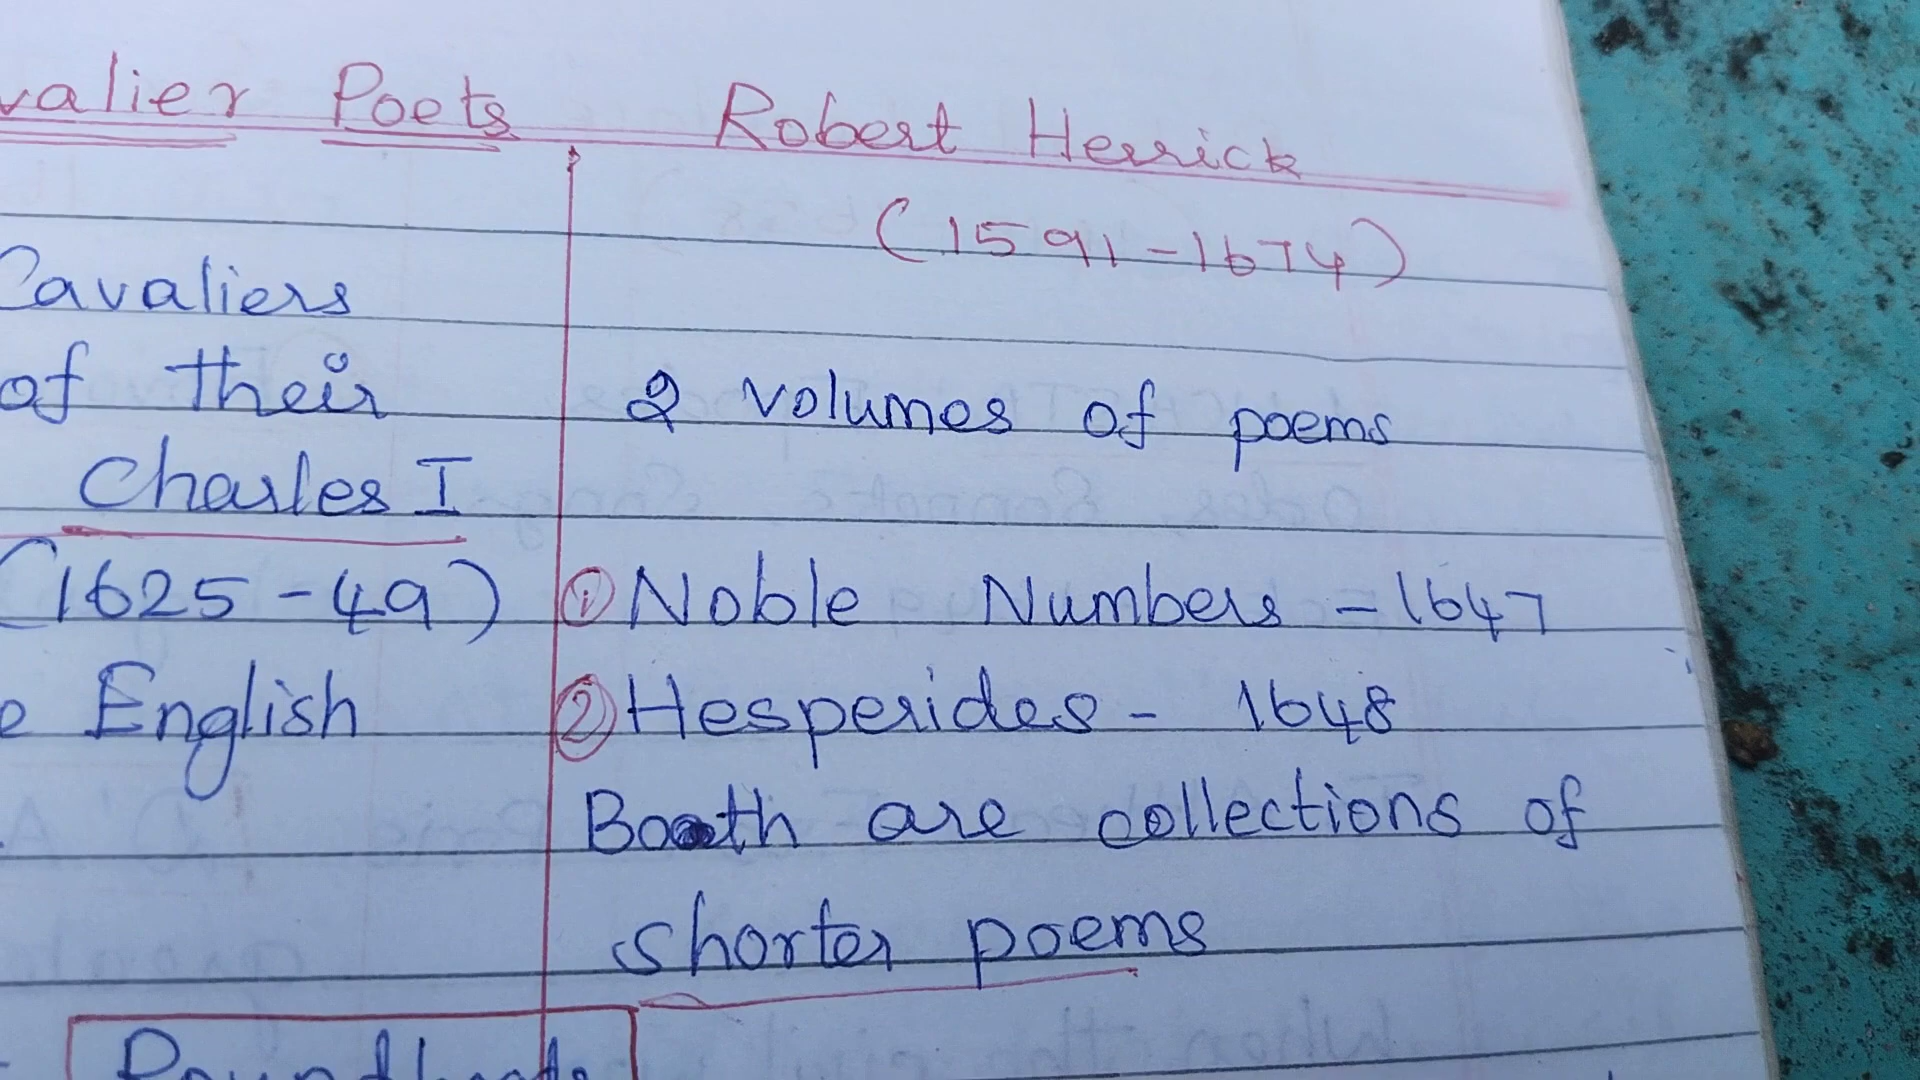 valier Poets
Cavaliers
of their
Charles I
(1625-49)
e English
Robert Herrick
(1591-1674)
2 volumes of poems
① Noble Numbers = 1647
② Hesperides - 1648
Booth are collections of
shorter poems